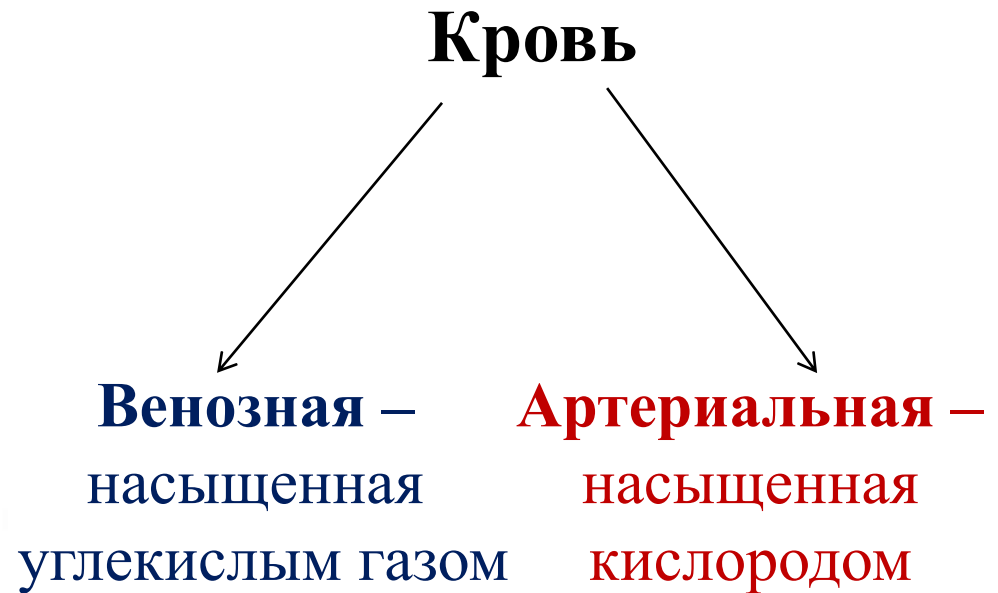 Кровь
Венозная –
насыщенная
углекислым газом
Артериальная –
насыщенная
кислородом